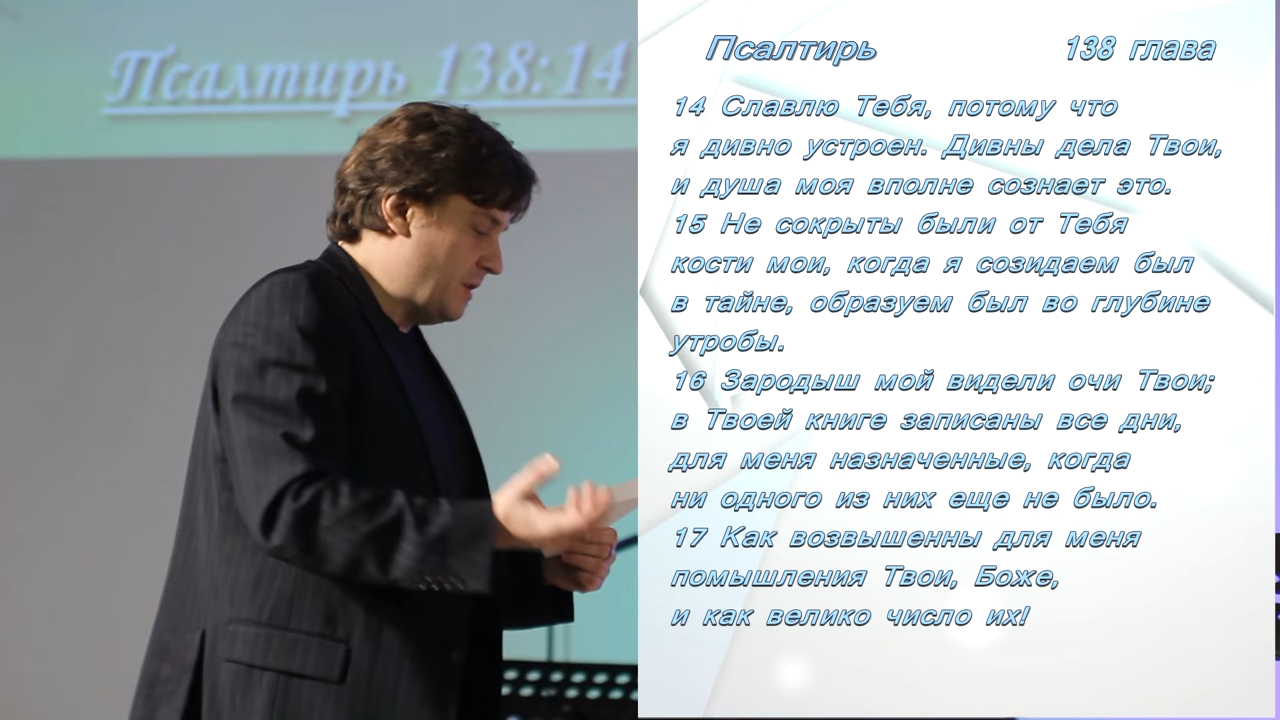 Псалтирь 138:14
Псалтирь 138 глава
14 Славлю Тебя, потому что
я дивно устроен. Дивны дела Твои,
и душа моя вполне сознает это.
15 Не сокрыты были от Тебя
кости мои, когда я созидаем был
в тайне, образуем был во глубине
утробы.
16 Зародыш мой видели очи Твои;
в Твоей книге записаны все дни,
для меня назначенные, когда
ни одного из них еще не было.
17 Как возвышенны для меня
помышления Твои, Боже,
и как велико число их!